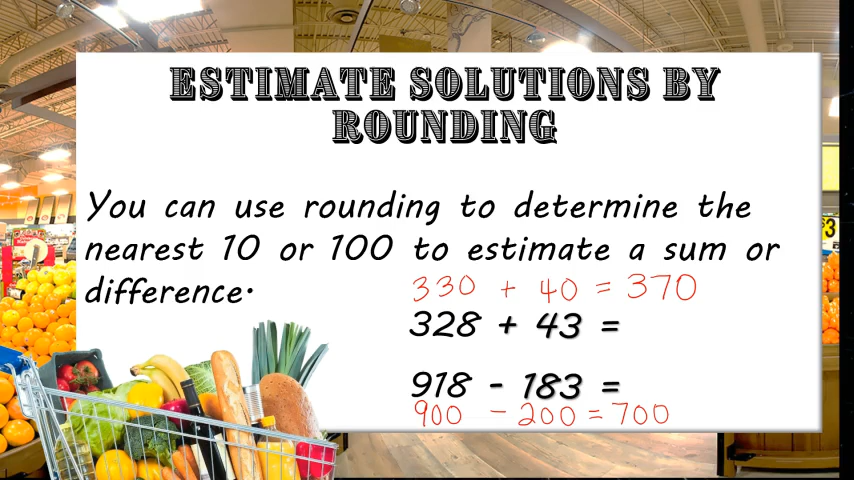 ESTIMATE SOLUTIONS BY
ROUNDING
You can use rounding to determine the
nearest 10 or 100 to estimate a sum or
difference.
330 + 40 = 370
328 + 43 =
918 - 183 =
900 - 200 = 700
$3